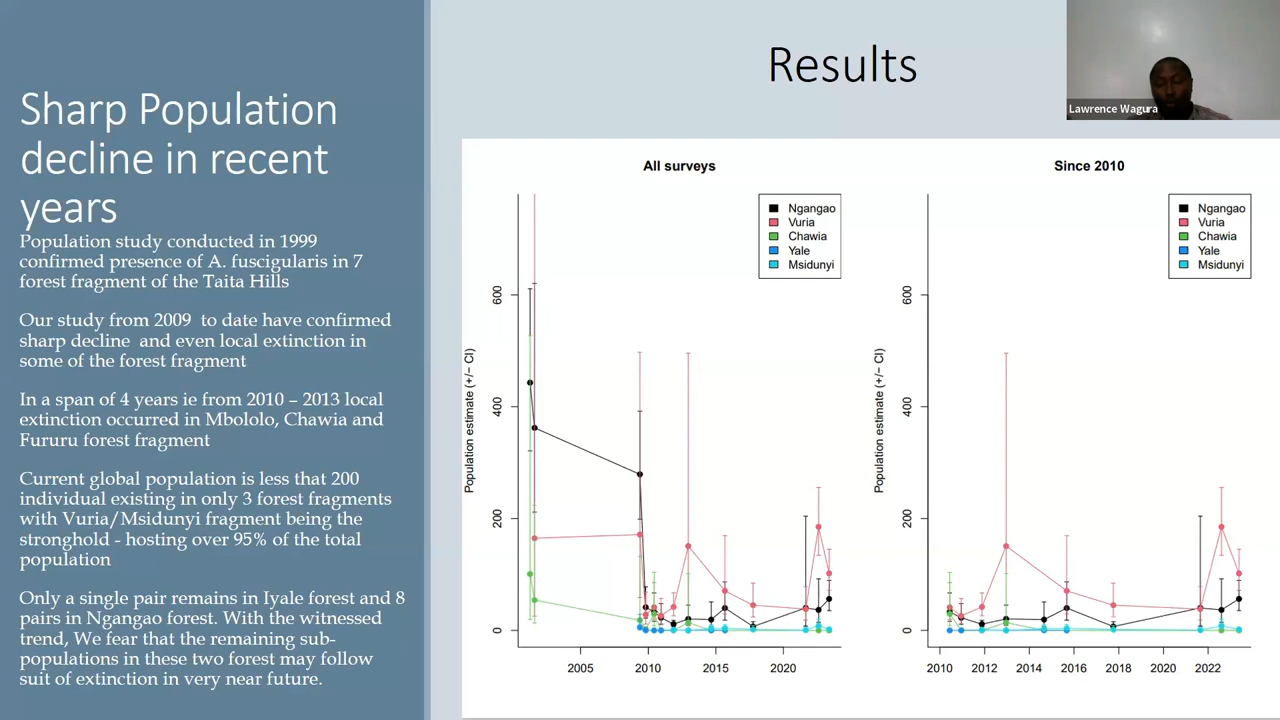 Sharp Population
decline in recent
years
Population study conducted in 1999
confirmed presence of A. fuscigularis in 7
forest fragment of the Taita Hills
Our study from 2009 to date have confirmed
sharp decline and even local extinction in
some of the forest fragment
In a span of 4 years ie from 2010 – 2013 local
extinction occurred in Mbololo, Chawia and
Fururu forest fragment
Current global population is less that 200
individual existing in only 3 forest fragments
with Vuria/Msidunyi fragment being the
stronghold - hosting over 95% of the total
population
Only a single pair remains in Iyale forest and 8
pairs in Ngangao forest. With the witnessed
trend, We fear that the remaining sub-
populations in these two forest may follow
suit of extinction in very near future.
Results
Lawrence Wagura
All surveys
Ngangao
Vuria
Chawia
Yale
Msidunyi
Population estimate (+/− CI)
600
400
200
0
2005 2010 2015 2020
Since 2010
Ngangao
Vuria
Chawia
Yale
Msidunyi
Population estimate (+/− CI)
600
400
200
0
2010 2012 2014 2016 2018 2020 2022